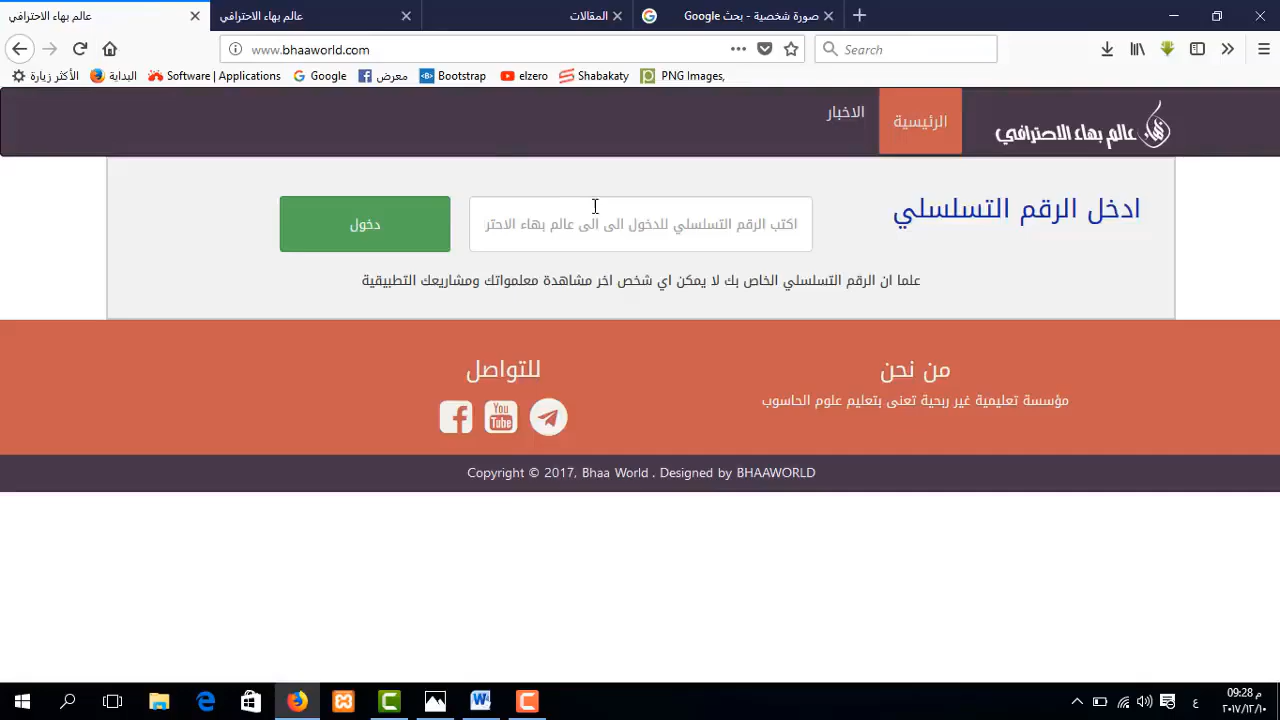 عالم بهاء الاحترافي
عالم بهاء الاحترافي
المقالات
صورة شخصية - بحث Google
www.bhaaworld.com
Search
الأكثر زيارة
البداية
Software | Applications
Google
معرض
Bootstrap
elzero
Shabakaty
PNG Images,
عالم بهاء الاحترافي
الرئيسية
الاخبار
ادخل الرقم التسلسلي
اكتب الرقم التسلسلي للدخول الى الى عالم بهاء الاحتر
دخول
علما ان الرقم التسلسلي الخاص بك لا يمكن اي شخص اخر مشاهدة معلمواتك ومشاريعك التطبيقية
من نحن
مؤسسة تعليمية غير ربحية تعنى بتعليم علوم الحاسوب
للتواصل
You Tube
Copyright © 2017, Bhaa World . Designed by BHAAWORLD
ع
09:28 م
٢٠١٧/١٢/١٠